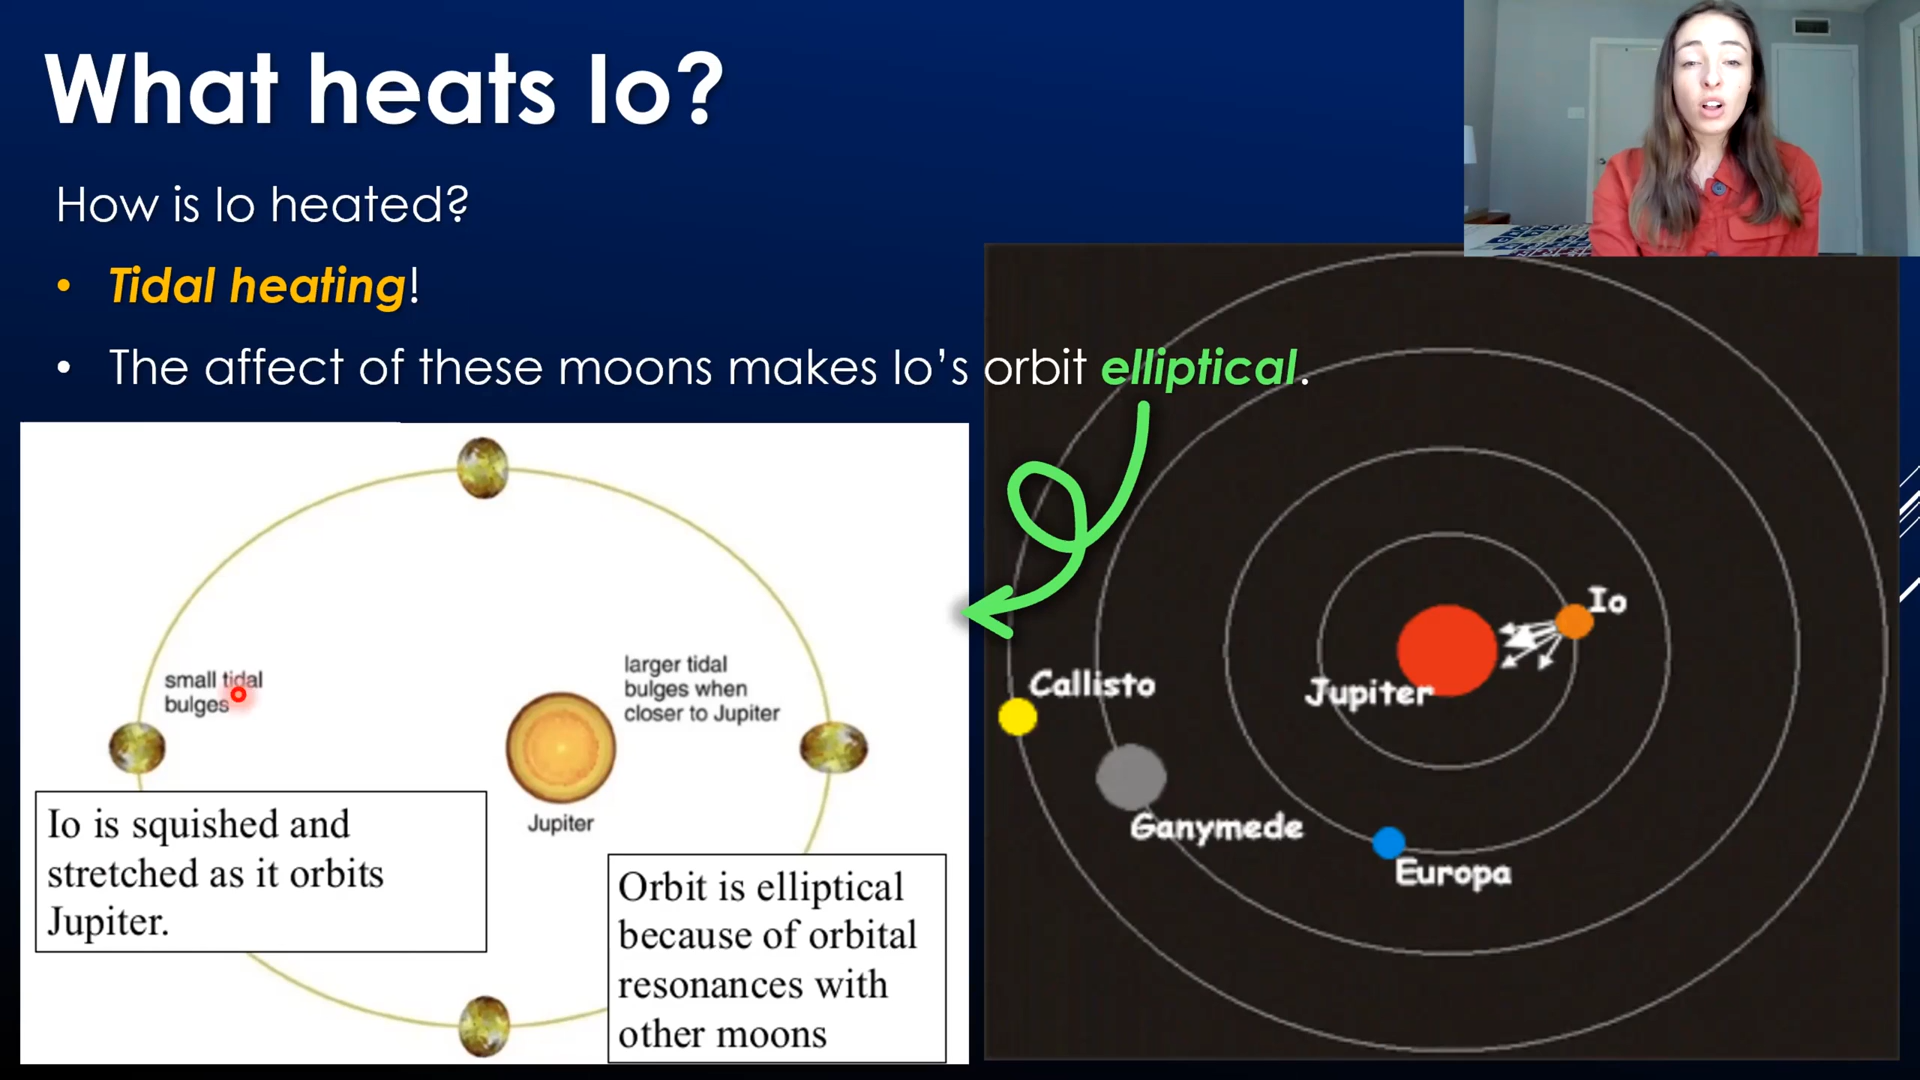 What heats Io?
How is Io heated?
• Tidal heating!
• The affect of these moons makes Io’s orbit elliptical.
small tidal
bulges
larger tidal
bulges when
closer to Jupiter
Jupiter
Io is squished and
stretched as it orbits
Jupiter.
Orbit is elliptical
because of orbital
resonances with
other moons
Io
Callisto
Jupiter
Ganymede
Europa